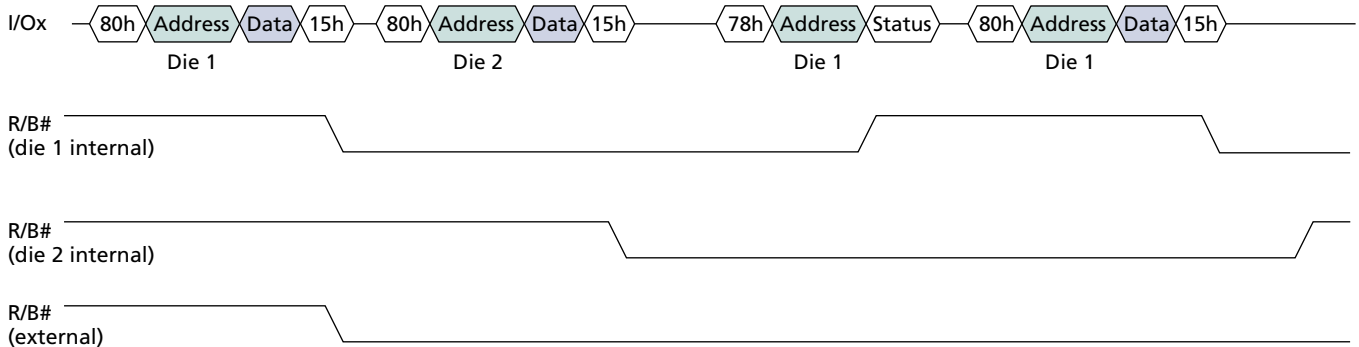 I/Ox 80h Address Data 15h 80h Address Data 15h 78h Address Status 80h Address Data 15h
Die 1 Die 2 Die 1 Die 1
R/B#
(die 1 internal)
R/B#
(die 2 internal)
R/B#
(external)